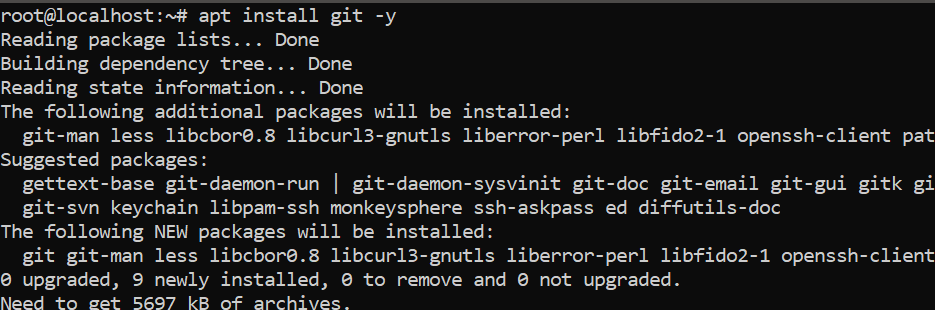 root@localhost:~# apt install git -y
Reading package lists... Done
Building dependency tree... Done
Reading state information... Done
The following additional packages will be installed:
  git-man less libcbor0.8 libcurl3-gnutls liberror-perl libfido2-1 openssh-client pat
Suggested packages:
  gettext-base git-daemon-run | git-daemon-sysvinit git-doc git-email git-gui gitk gi
  git-svn keychain libpam-ssh monkeysphere ssh-askpass ed diffutils-doc
The following NEW packages will be installed:
  git git-man less libcbor0.8 libcurl3-gnutls liberror-perl libfido2-1 openssh-client
0 upgraded, 9 newly installed, 0 to remove and 0 not upgraded.
Need to get 5697 kB of archives.